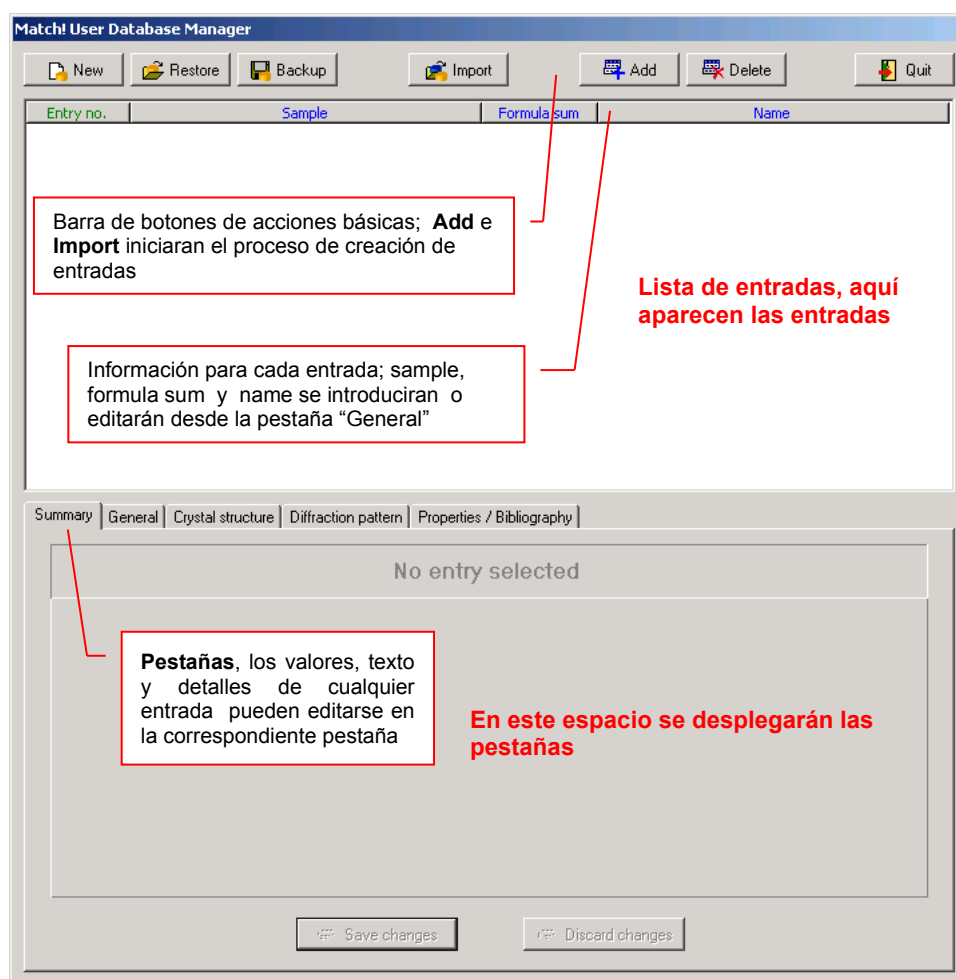 Match! User Database Manager
New Restore Backup Import Add Delete Quit
Entry no. Sample Formula sum Name
Barra de botones de acciones básicas; Add e
Import iniciaran el proceso de creación de
entradas
Lista de entradas, aquí
aparecen las entradas
Información para cada entrada; sample,
formula sum y name se introduciran o
editarán desde la pestaña “General”
Summary General Crystal structure Diffraction pattern Properties / Bibliography
No entry selected
Pestañas, los valores, texto
y detalles de cualquier
entrada pueden editarse en
la correspondiente pestaña
En este espacio se desplegarán las
pestañas
Save changes Discard changes